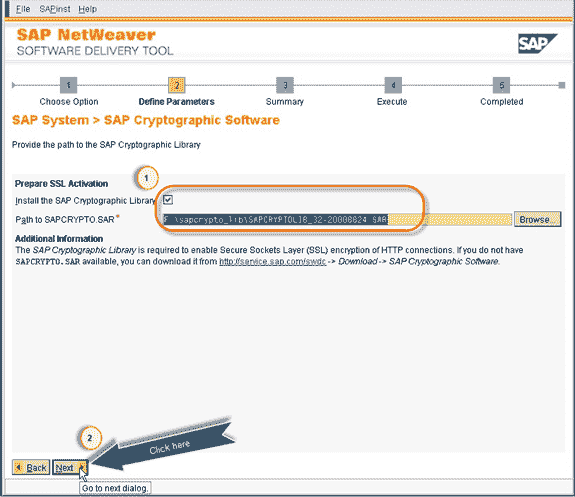 File SAPinst Help
SAP NetWeaver
SOFTWARE DELIVERY TOOL
SAP
1 2 3 4 5
Choose Option Define Parameters Summary Execute Completed
SAP System > SAP Cryptographic Software
Provide the path to the SAP Cryptographic Library
1
Prepare SSL Activation
Install the SAP Cryptographic Library
Path to SAPCRYPTO.SAR* F:\sapcrypto_lib\SAPCRYPTOLIB_32-20000824.SAR Browse...
Additional Information
The SAP Cryptographic Library is required to enable Secure Sockets Layer (SSL) encryption of HTTP connections. If you do not have
SAPCRYPTO.SAR available, you can download it from http://service.sap.com/swdc -> Download -> SAP Cryptographic Software.
2
Click here
Back Next
Go to next dialog.